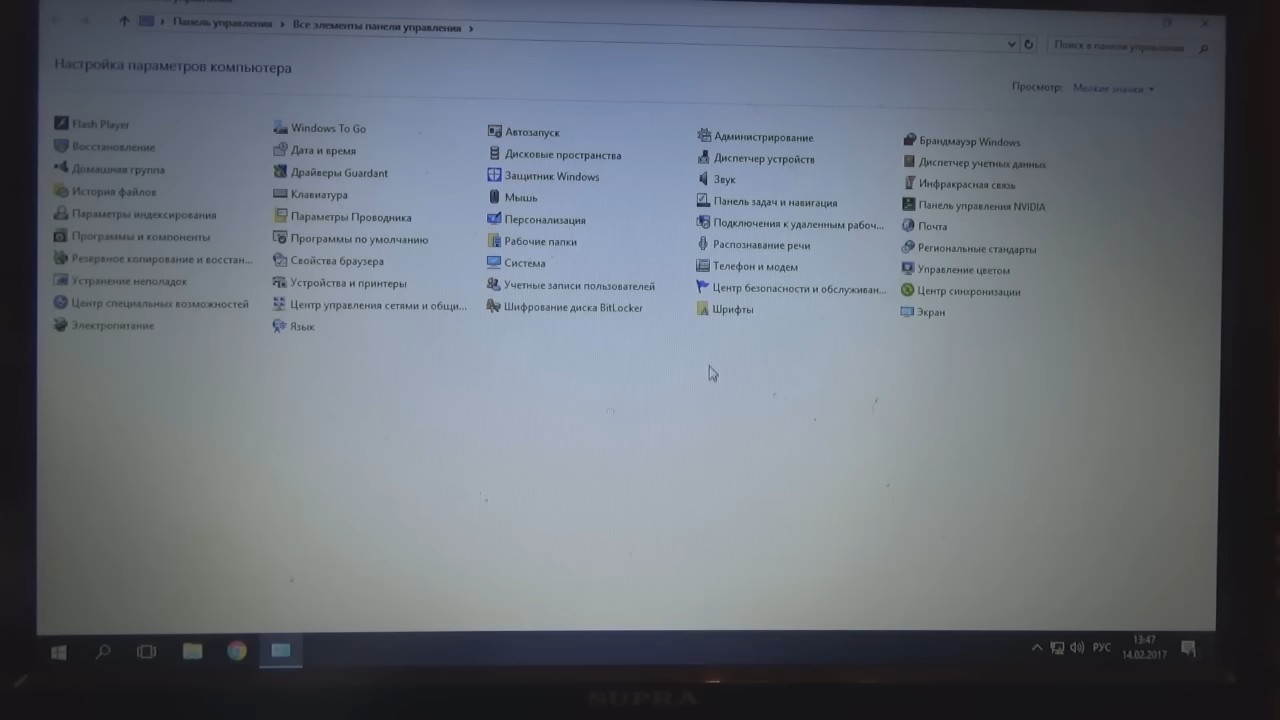 Панель управления › Все элементы панели управления ›
Поиск в панели управления
Настройка параметров компьютера
Просмотр: Мелкие значки
Flash Player
Windows To Go
Автозапуск
Администрирование
Брандмауэр Windows
Восстановление
Дата и время
Дисковые пространства
Диспетчер устройств
Диспетчер учетных данных
Домашняя группа
Драйверы Guardant
Защитник Windows
Звук
Инфракрасная связь
История файлов
Клавиатура
Мышь
Панель задач и навигация
Панель управления NVIDIA
Параметры индексирования
Параметры Проводника
Персонализация
Подключения к удаленным рабоч...
Почта
Программы и компоненты
Программы по умолчанию
Рабочие папки
Распознавание речи
Региональные стандарты
Резервное копирование и восстан...
Свойства браузера
Система
Телефон и модем
Управление цветом
Устранение неполадок
Устройства и принтеры
Учетные записи пользователей
Центр безопасности и обслуживан...
Центр синхронизации
Центр специальных возможностей
Центр управления сетями и общи...
Шифрование диска BitLocker
Шрифты
Экран
Электропитание
Язык
РУС
13:47
14.02.2017
SUPRA